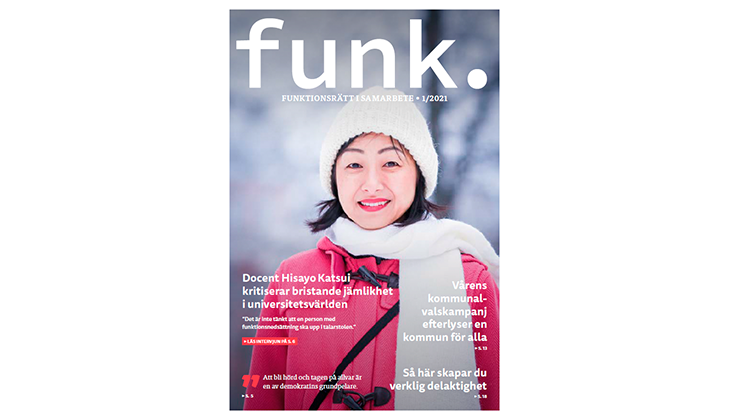 funk.
FUNKTIONSRÄTT I SAMARBETE • 1/2021
Docent Hisayo Katsui
kritiserar bristande jämlikhet
i universitetsvärlden
"Det är inte tänkt att en person med
funktionsnedsättning ska upp i talarstolen."
• LÄS INTERVJUN PÅ S. 6
Vårens
kommunal-
valskampanj
efterlyser en
kommun för alla
• S. 13
Att bli hörd och tagen på allvar är
en av demokratins grundpelare.
• S. 5
Så här skapar du
verklig delaktighet
• S.18